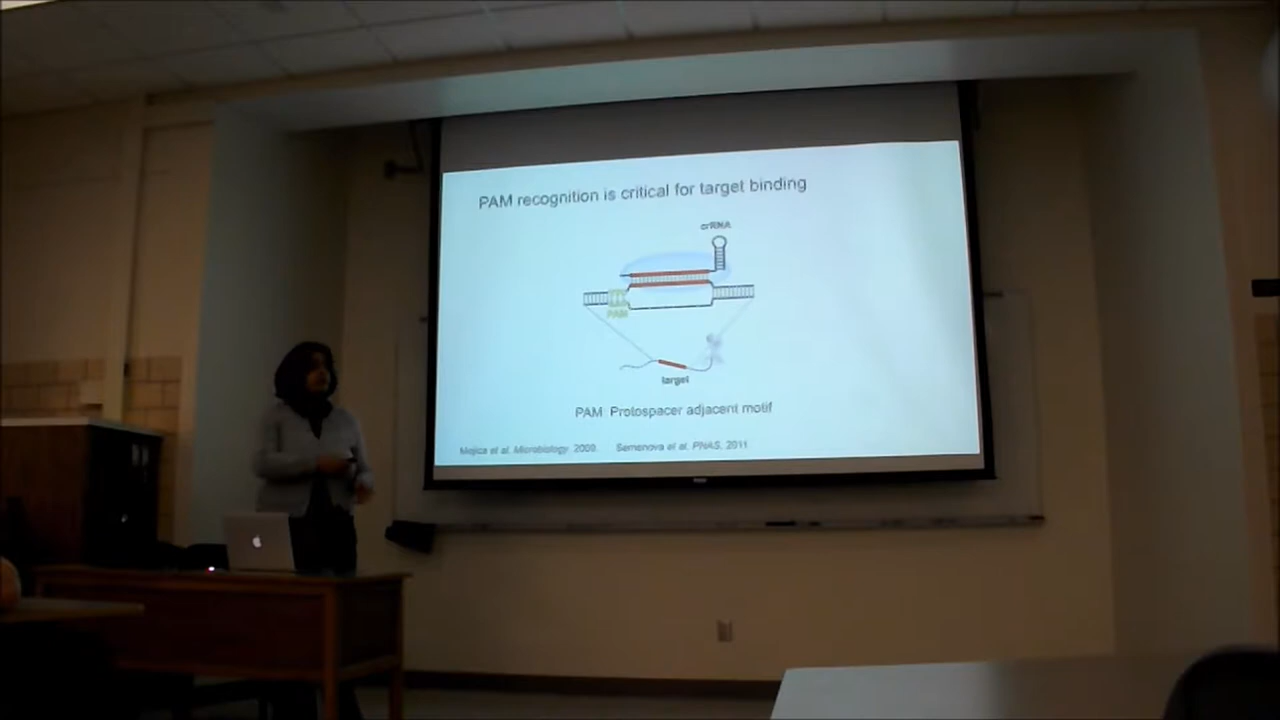 PAM recognition is critical for target binding
crRNA
PAM
target
PAM Protospacer adjacent motif
Mojica et al. Microbiology. 2009 Semenova et al. PNAS, 2011